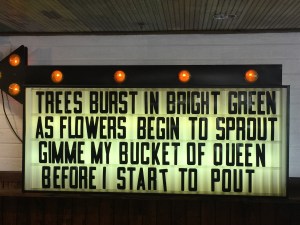 TREES BURST IN BRIGHT GREEN
AS FLOWERS BEGIN TO SPROUT
GIMME MY BUCKET OF QUEEN
BEFORE I START TO POUT